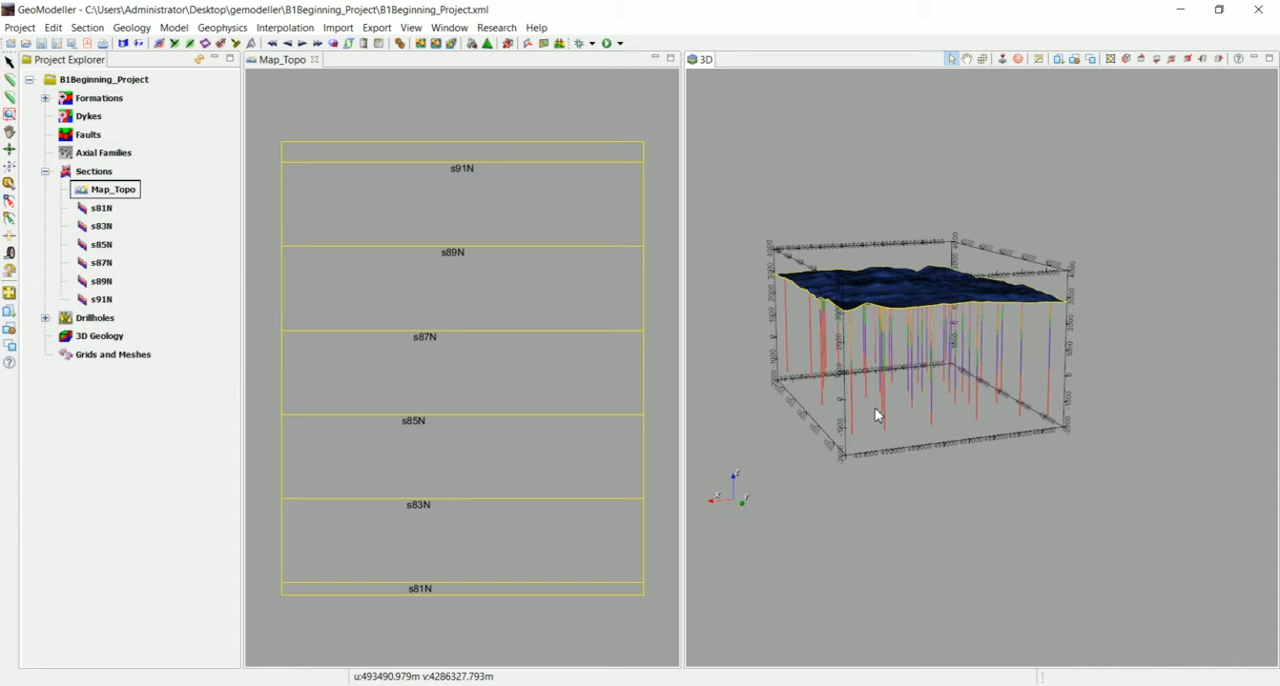 GeoModeller - C:\Users\Administrator\Desktop\gemodeller\B1Beginning_Project\B1Beginning_Project.xml
Project Edit Section Geology Model Geophysics Interpolation Import Export View Window Research Help
Project Explorer
B1Beginning_Project
Formations
Dykes
Faults
Axial Families
Sections
Map_Topo
s81N
s83N
s85N
s87N
s89N
s91N
Drillholes
3D Geology
Grids and Meshes
Map_Topo
s91N
s89N
s87N
s85N
s83N
s81N
3D
u:493490.979m v:4286327.793m